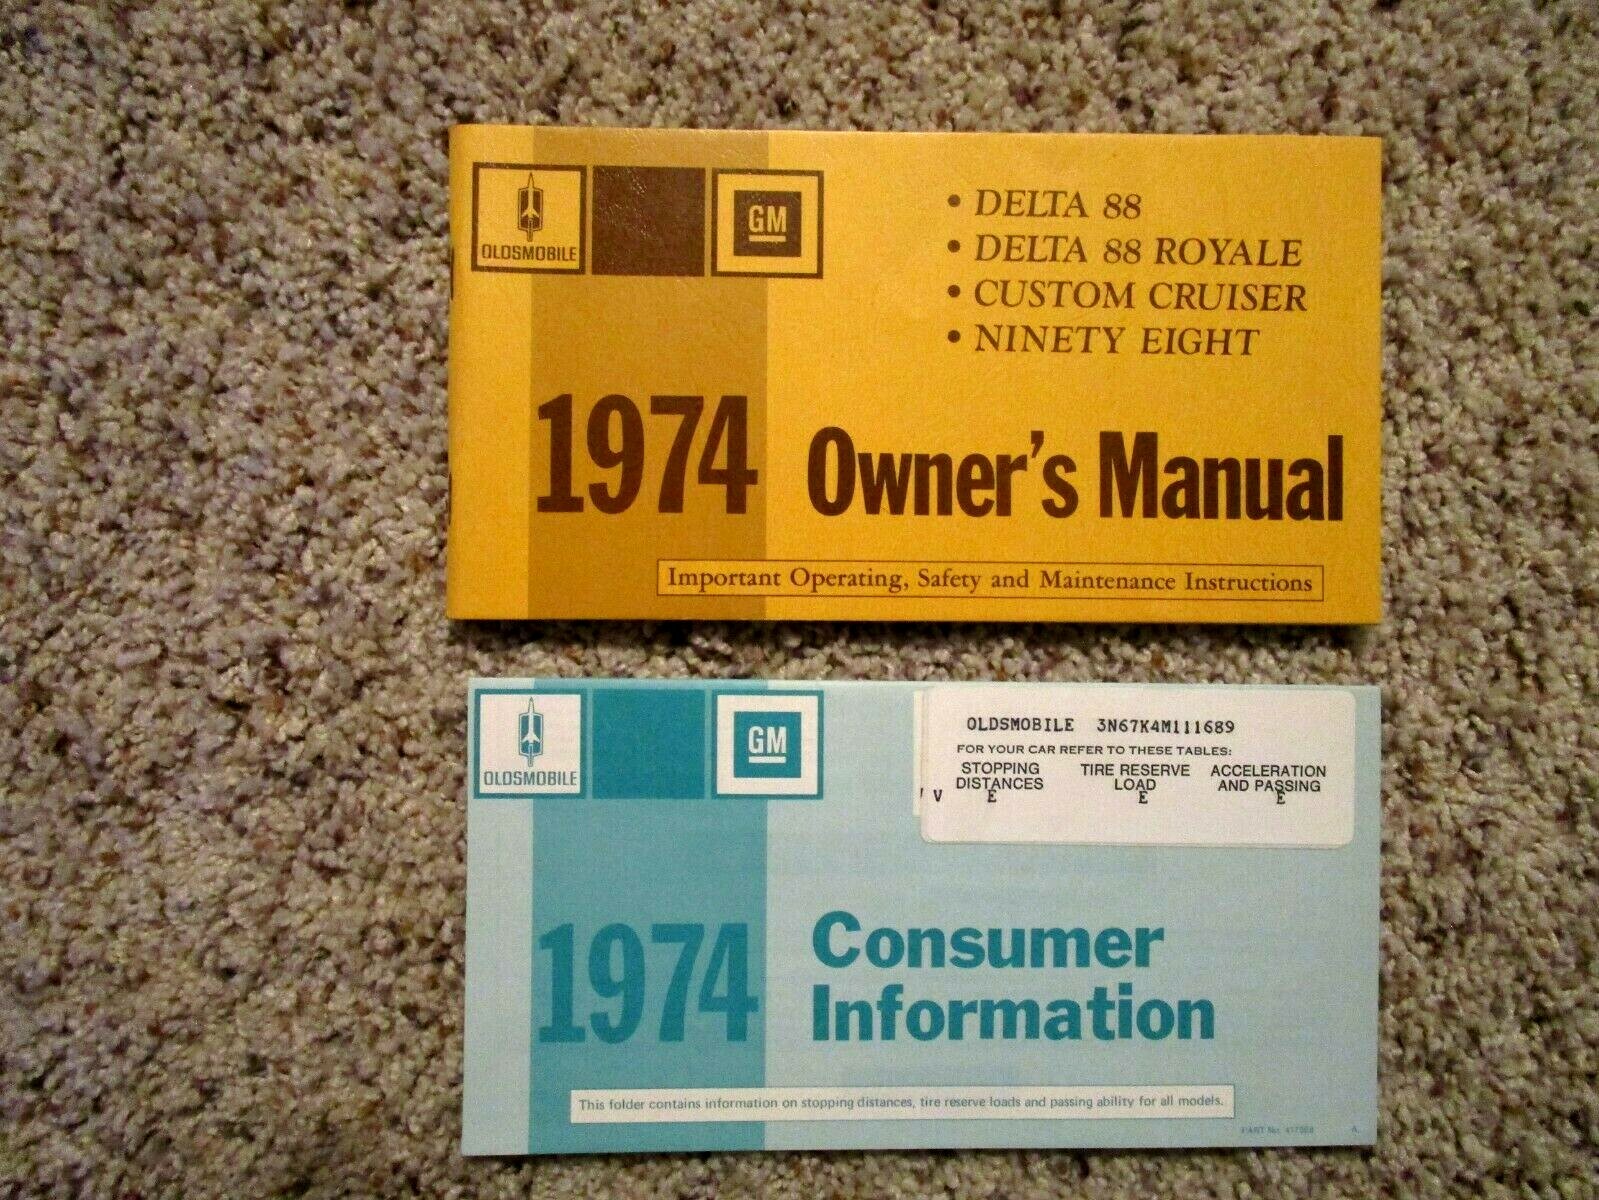 OLDSMOBILE
GM
• DELTA 88
• DELTA 88 ROYALE
• CUSTOM CRUISER
• NINETY EIGHT
1974 Owner's Manual
Important Operating, Safety and Maintenance Instructions
OLDSMOBILE
GM
OLDSMOBILE 3N67K4M111689
FOR YOUR CAR REFER TO THESE TABLES:
STOPPING TIRE RESERVE ACCELERATION
DISTANCES LOAD AND PASSING
V E E E
1974 Consumer
Information
This folder contains information on stopping distances, tire reserve loads and passing ability for all models.
PART No.